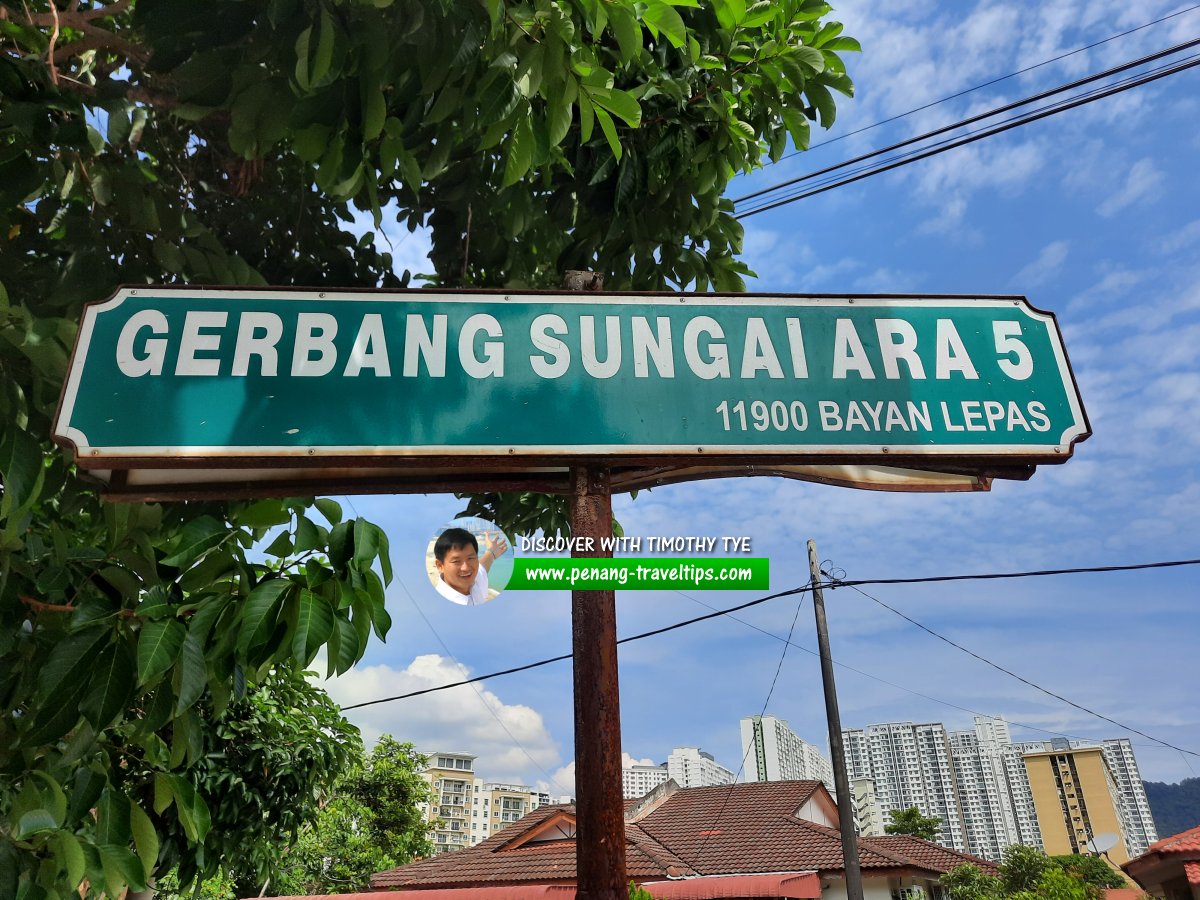 GERBANG SUNGAI ARA 5
11900 BAYAN LEPAS
DISCOVER WITH TIMOTHY TYE
www.penang-traveltips.com